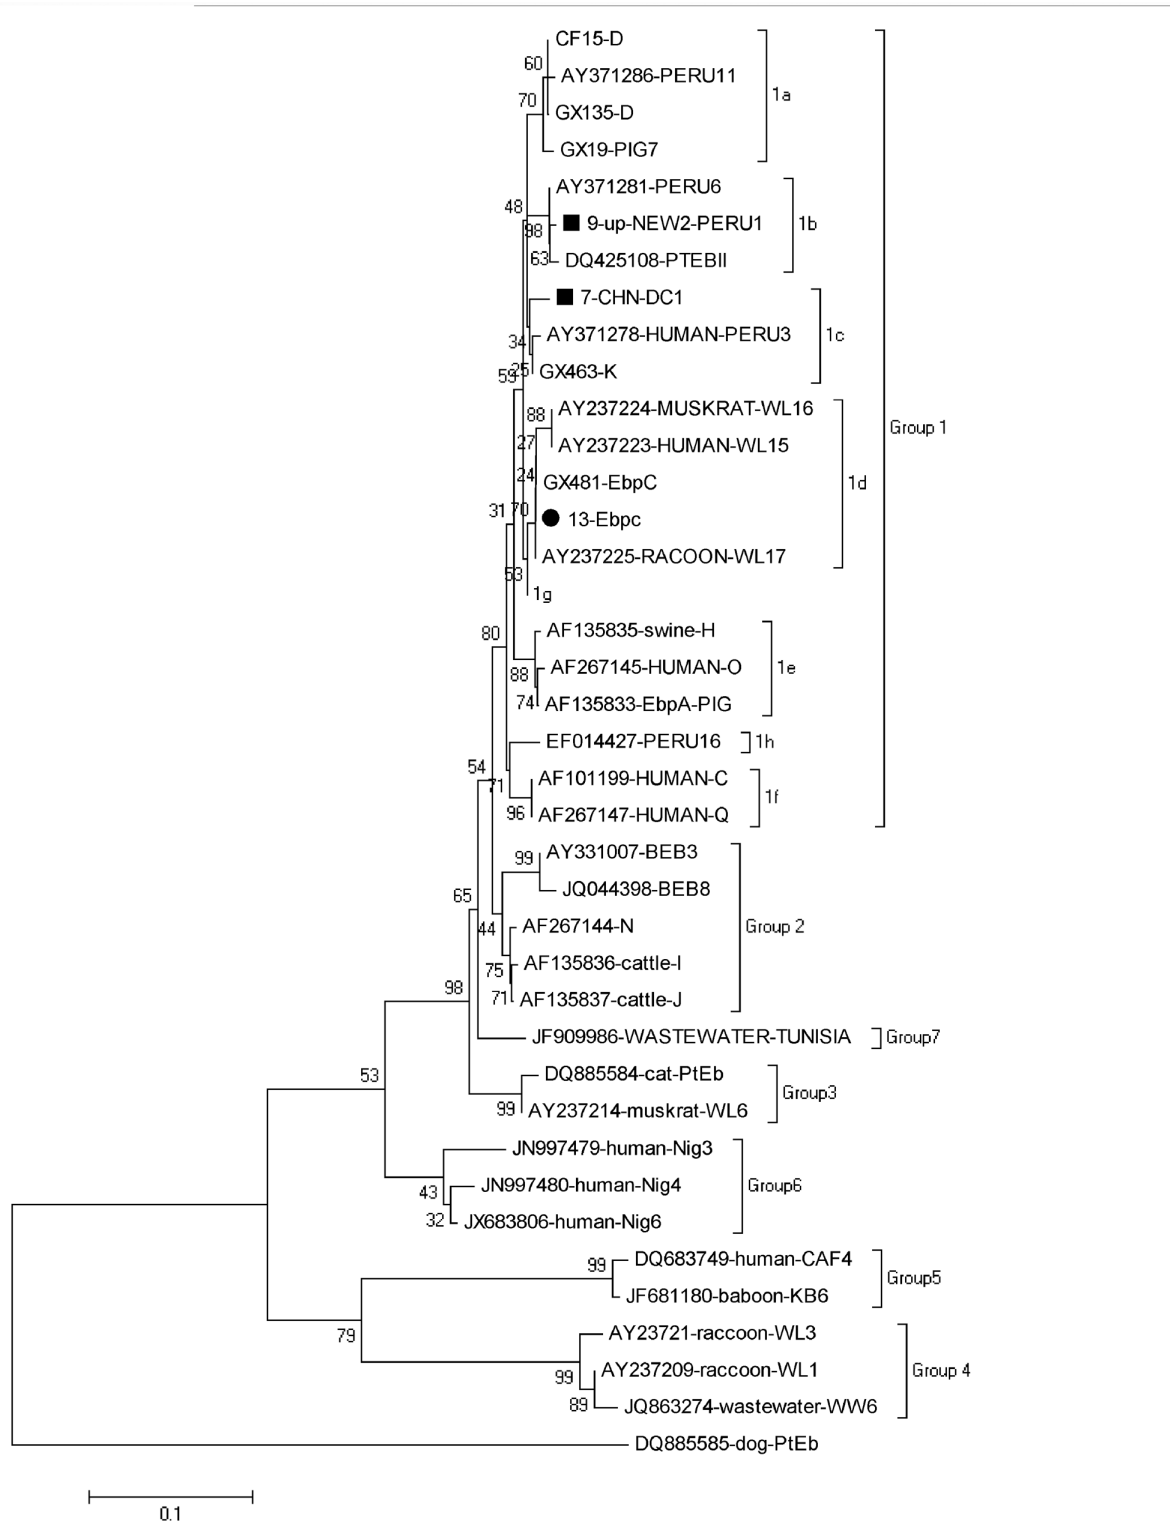 CF15-D
60
AY371286-PERU11
1a
70
GX135-D
GX19-PIG7
AY371281-PERU6
48
9-up-NEW2-PERU1
1b
98
63
DQ425108-PTEBII
7-CHN-DC1
AY371278-HUMAN-PERU3
1c
34
25
GX463-K
59
AY237224-MUSKRAT-WL16
88
Group 1
27
AY237223-HUMAN-WL15
24
GX481-EbpC
1d
31
70
13-Ebpc
AY237225-RACOON-WL17
53
1g
AF135835-swine-H
80
AF267145-HUMAN-O
1e
88
74
AF135833-EbpA-PIG
EF014427-PERU16
1h
54
71
AF101199-HUMAN-C
1f
96
AF267147-HUMAN-Q
AY331007-BEB3
99
JQ044398-BEB8
65
44
AF267144-N
Group 2
AF135836-cattle-I
75
98
71
AF135837-cattle-J
JF909986-WASTEWATER-TUNISIA
Group7
53
DQ885584-cat-PtEb
Group3
99
AY237214-muskrat-WL6
JN997479-human-Nig3
43
JN997480-human-Nig4
Group6
32
JX683806-human-Nig6
99
DQ683749-human-CAF4
Group5
JF681180-baboon-KB6
79
AY23721-raccoon-WL3
99
AY237209-raccoon-WL1
Group 4
89
JQ863274-wastewater-WW6
DQ885585-dog-PtEb
0.1